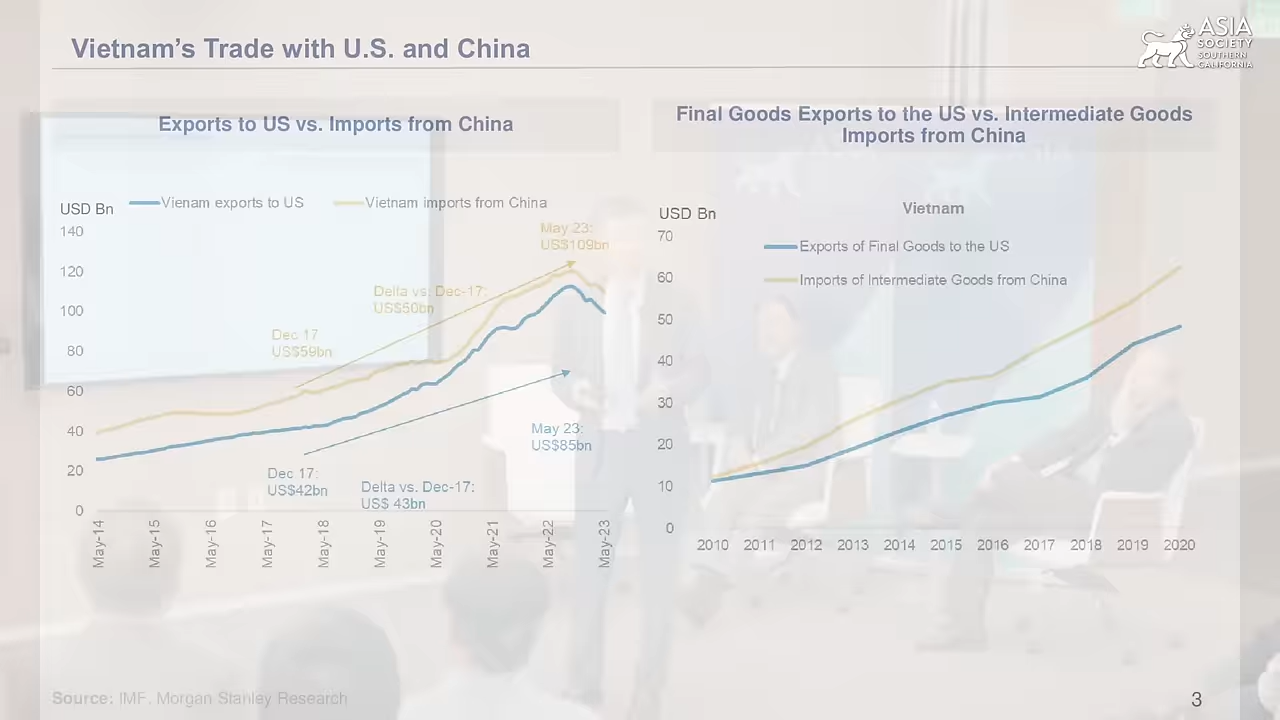 Vietnam's Trade with U.S. and China
ASIA
SOCIETY
SOUTHERN
CALIFORNIA
Exports to US vs. Imports from China
USD Bn
Vienam exports to US
Vietnam imports from China
140
120
100
80
60
40
20
0
May 23:
US$109bn
Delta vs. Dec-17:
US$50bn
Dec 17
US$59bn
May 23:
US$85bn
Dec 17:
US$42bn
Delta vs. Dec-17:
US$ 43bn
May-14
May-15
May-16
May-17
May-18
May-19
May-20
May-21
May-22
May-23
Final Goods Exports to the US vs. Intermediate Goods
Imports from China
USD Bn
Vietnam
Exports of Final Goods to the US
Imports of Intermediate Goods from China
70
60
50
40
30
20
10
0
2010 2011 2012 2013 2014 2015 2016 2017 2018 2019 2020
Source: IMF, Morgan Stanley Research
3